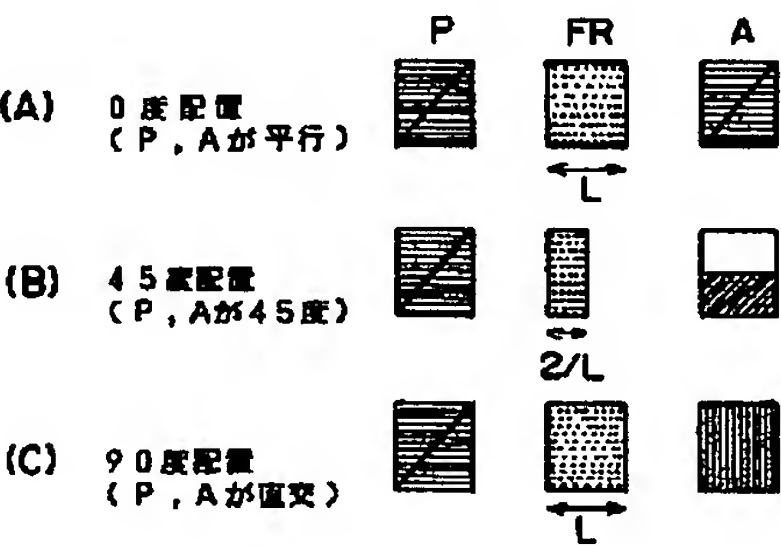 P FR A
(A) 0度配置
(P,Aが平行)
L
(B) 45度配置
(P,Aが45度)
2/L
(C) 90度配置
(P,Aが直交)
L